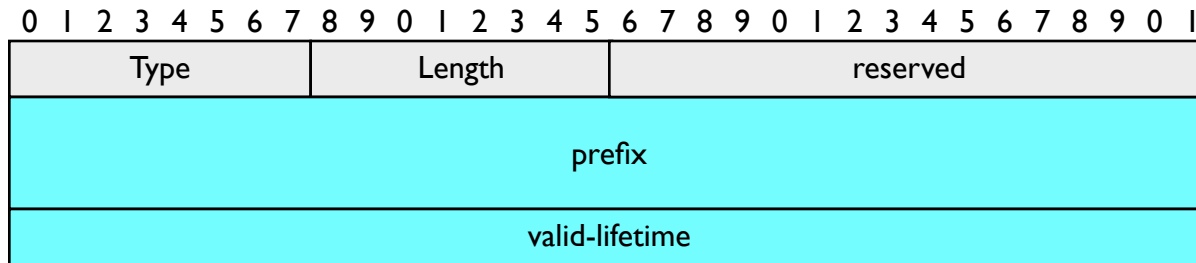 0 1 2 3 4 5 6 7 8 9 0 1 2 3 4 5 6 7 8 9 0 1 2 3 4 5 6 7 8 9 0 1
Type Length reserved
prefix
valid-lifetime